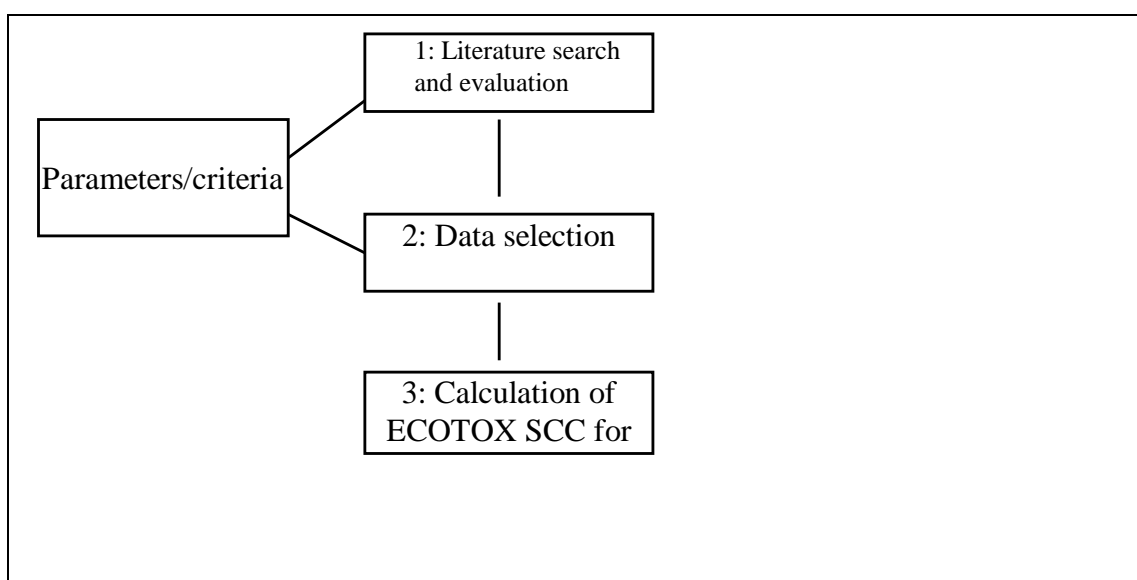 1: Literature search
and evaluation
Parameters/criteria
2: Data selection
3: Calculation of
ECOTOX SCC for